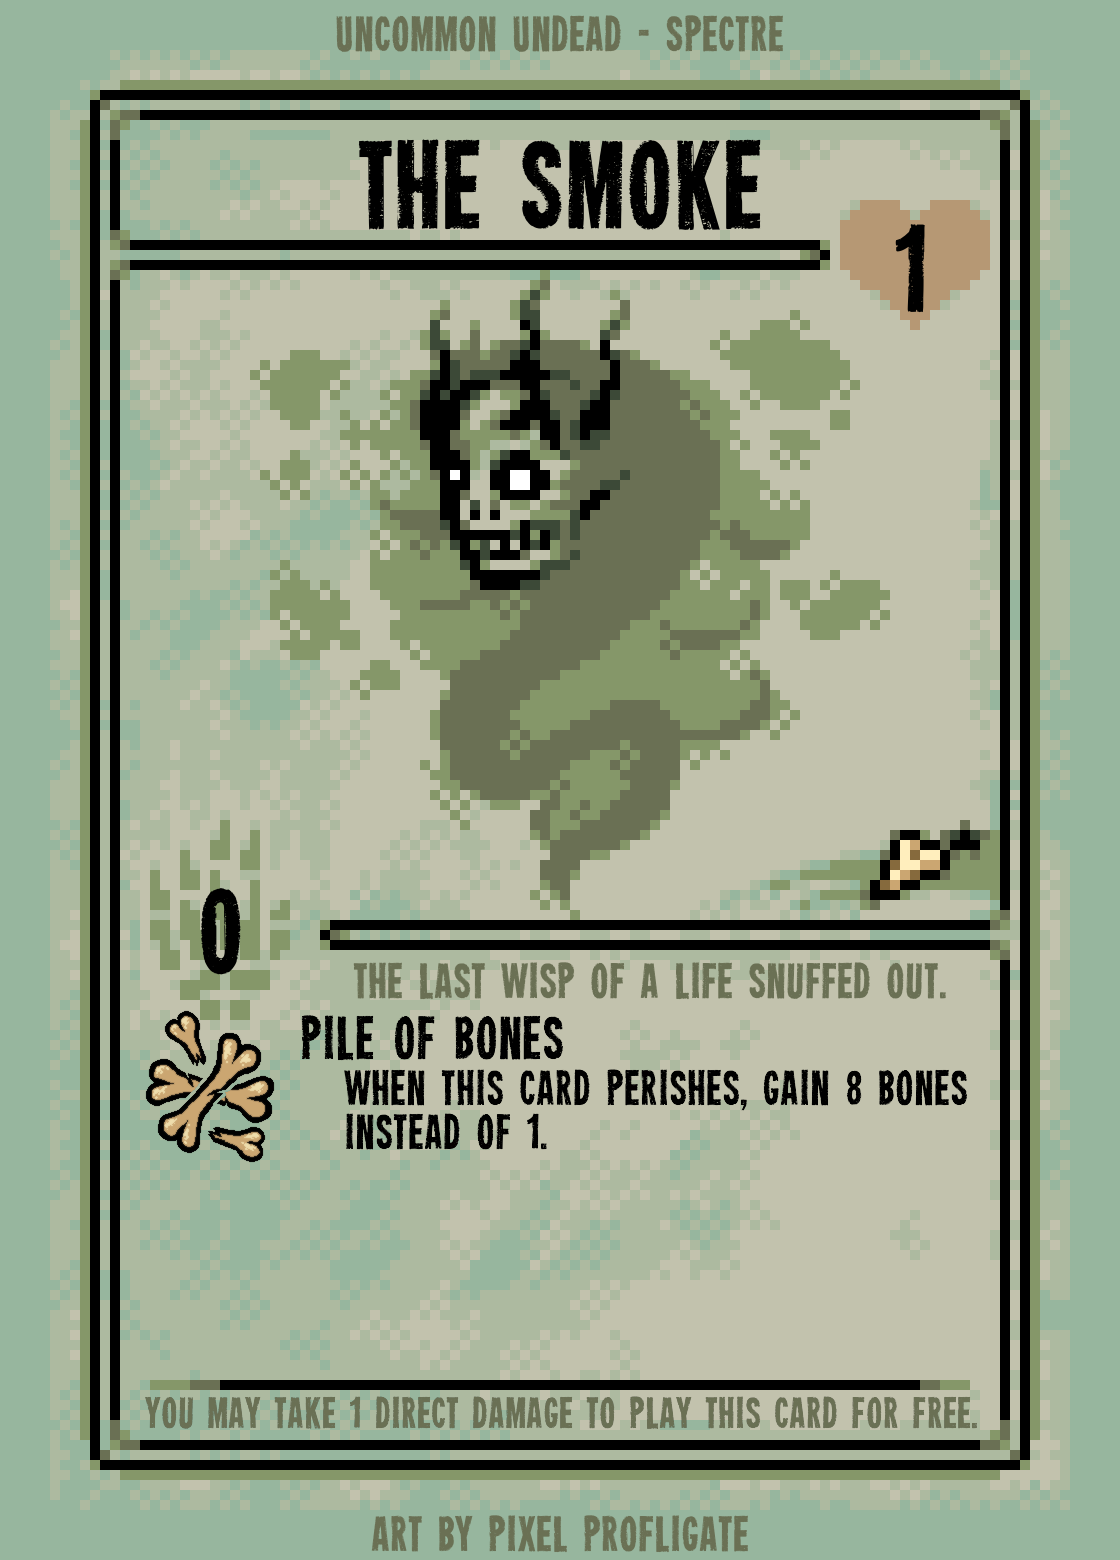 UNCOMMON UNDEAD - SPECTRE
THE SMOKE
1
0
THE LAST WISP OF A LIFE SNUFFED OUT.
PILE OF BONES
WHEN THIS CARD PERISHES, GAIN 8 BONES
INSTEAD OF 1.
YOU MAY TAKE 1 DIRECT DAMAGE TO PLAY THIS CARD FOR FREE.
ART BY PIXEL PROFLIGATE